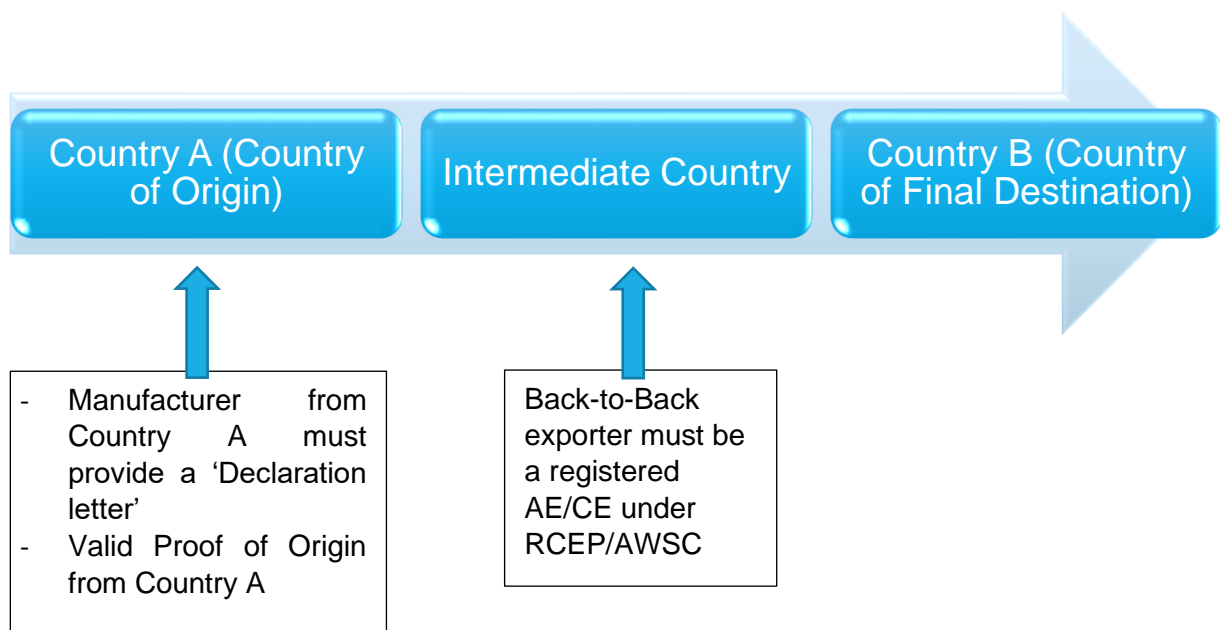 Country A (Country
of Origin)
Intermediate Country
Country B (Country
of Final Destination)
- Manufacturer from
Country A must
provide a ‘Declaration
letter’
- Valid Proof of Origin
from Country A
Back-to-Back
exporter must be
a registered
AE/CE under
RCEP/AWSC